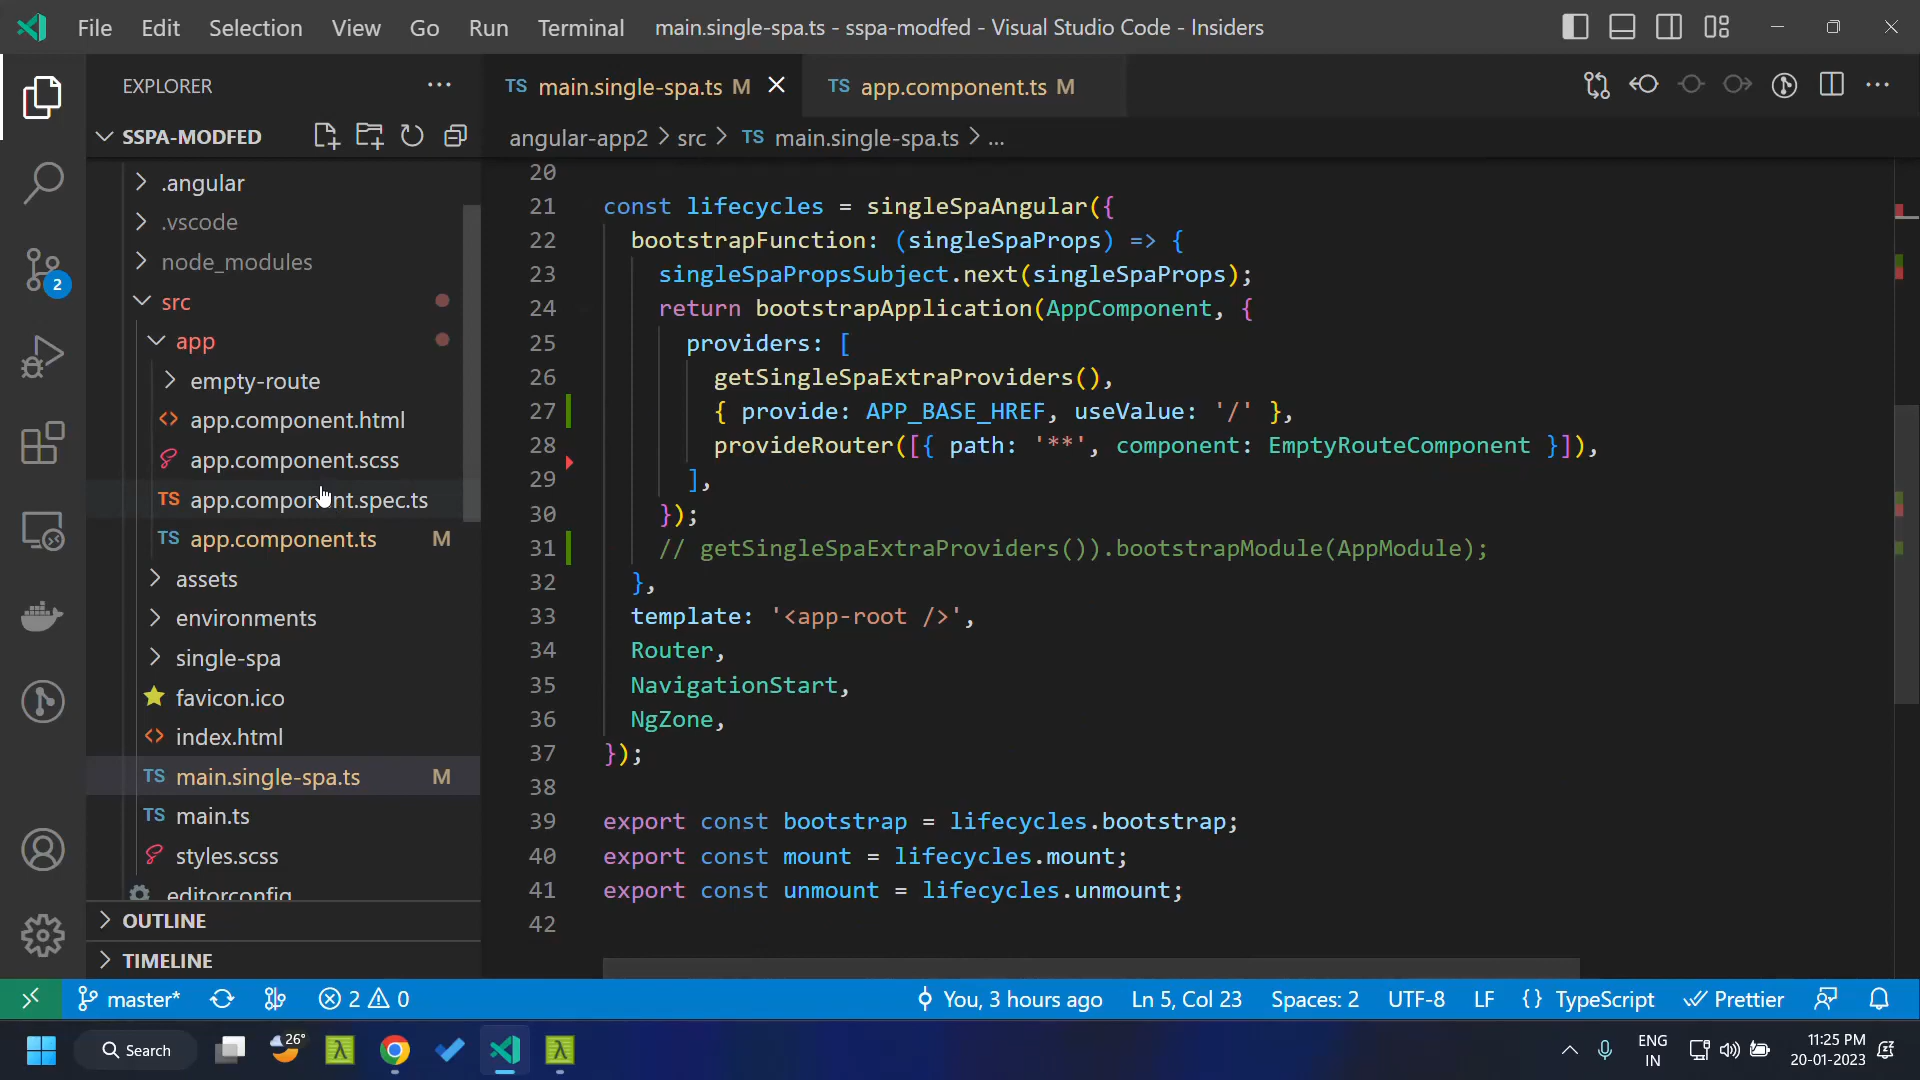 File Edit Selection View Go Run Terminal main.single-spa.ts - sspa-modfed - Visual Studio Code - Insiders
EXPLORER
TS main.single-spa.ts M
TS app.component.ts M
SSPA-MODFED
angular-app2 > src > TS main.single-spa.ts > ...
.angular
.vscode
node_modules
src
app
empty-route
app.component.html
app.component.scss
TS app.component.spec.ts
TS app.component.ts M
assets
environments
single-spa
favicon.ico
index.html
TS main.single-spa.ts M
TS main.ts
styles.scss
.editorconfig
OUTLINE
TIMELINE
2
20
21 const lifecycles = singleSpaAngular({
22 bootstrapFunction: (singleSpaProps) => {
23 singleSpaPropsSubject.next(singleSpaProps);
24 return bootstrapApplication(AppComponent, {
25 providers: [
26 getSingleSpaExtraProviders(),
27 { provide: APP_BASE_HREF, useValue: '/' },
28 provideRouter([{ path: '**', component: EmptyRouteComponent }]),
29 ],
30 });
31 // getSingleSpaExtraProviders()).bootstrapModule(AppModule);
32 },
33 template: '<app-root />',
34 Router,
35 NavigationStart,
36 NgZone,
37 });
38
39 export const bootstrap = lifecycles.bootstrap;
40 export const mount = lifecycles.mount;
41 export const unmount = lifecycles.unmount;
42
master* 2 0 You, 3 hours ago Ln 5, Col 23 Spaces: 2 UTF-8 LF {} TypeScript Prettier
Search 26° ENG IN 11:25 PM 20-01-2023